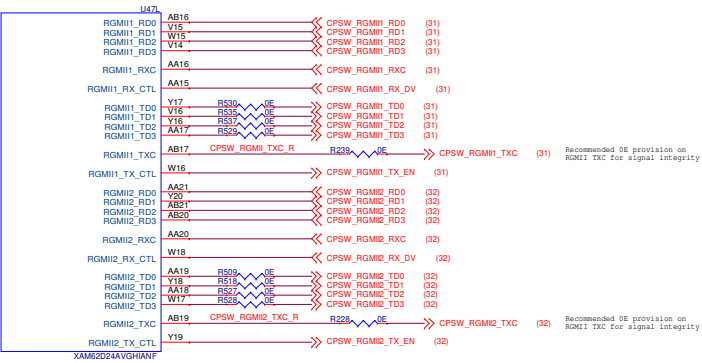 U47L
RGMII1_RD0 AB16 CPSW_RGMII1_RD0 (31)
RGMII1_RD1 V15 CPSW_RGMII1_RD1 (31)
RGMII1_RD2 W15 CPSW_RGMII1_RD2 (31)
RGMII1_RD3 V14 CPSW_RGMII1_RD3 (31)
RGMII1_RXC AA16 CPSW_RGMII1_RXC (31)
RGMII1_RX_CTL AA15 CPSW_RGMII1_RX_DV (31)
RGMII1_TD0 Y17 R530 0E CPSW_RGMII1_TD0 (31)
RGMII1_TD1 V16 R535 0E CPSW_RGMII1_TD1 (31)
RGMII1_TD2 Y16 R537 0E CPSW_RGMII1_TD2 (31)
RGMII1_TD3 AA17 R529 0E CPSW_RGMII1_TD3 (31)
RGMII1_TXC AB17 CPSW_RGMII_TXC_R R239 0E CPSW_RGMII1_TXC (31) Recommended 0E provision on
RGMII TXC for signal integrity
RGMII1_TX_CTL W16 CPSW_RGMII1_TX_EN (31)
RGMII2_RD0 AA21 CPSW_RGMII2_RD0 (32)
RGMII2_RD1 Y20 CPSW_RGMII2_RD1 (32)
RGMII2_RD2 AB21 CPSW_RGMII2_RD2 (32)
RGMII2_RD3 AB20 CPSW_RGMII2_RD3 (32)
RGMII2_RXC AA20 CPSW_RGMII2_RXC (32)
RGMII2_RX_CTL W18 CPSW_RGMII2_RX_DV (32)
RGMII2_TD0 AA19 R509 0E CPSW_RGMII2_TD0 (32)
RGMII2_TD1 Y18 R518 0E CPSW_RGMII2_TD1 (32)
RGMII2_TD2 AA18 R527 0E CPSW_RGMII2_TD2 (32)
RGMII2_TD3 W17 R528 0E CPSW_RGMII2_TD3 (32)
RGMII2_TXC AB19 CPSW_RGMII2_TXC_R R228 0E CPSW_RGMII2_TXC (32) Recommended 0E provision on
RGMII TXC for signal integrity
RGMII2_TX_CTL Y19 CPSW_RGMII2_TX_EN (32)
XAM62D24AVGHIANF